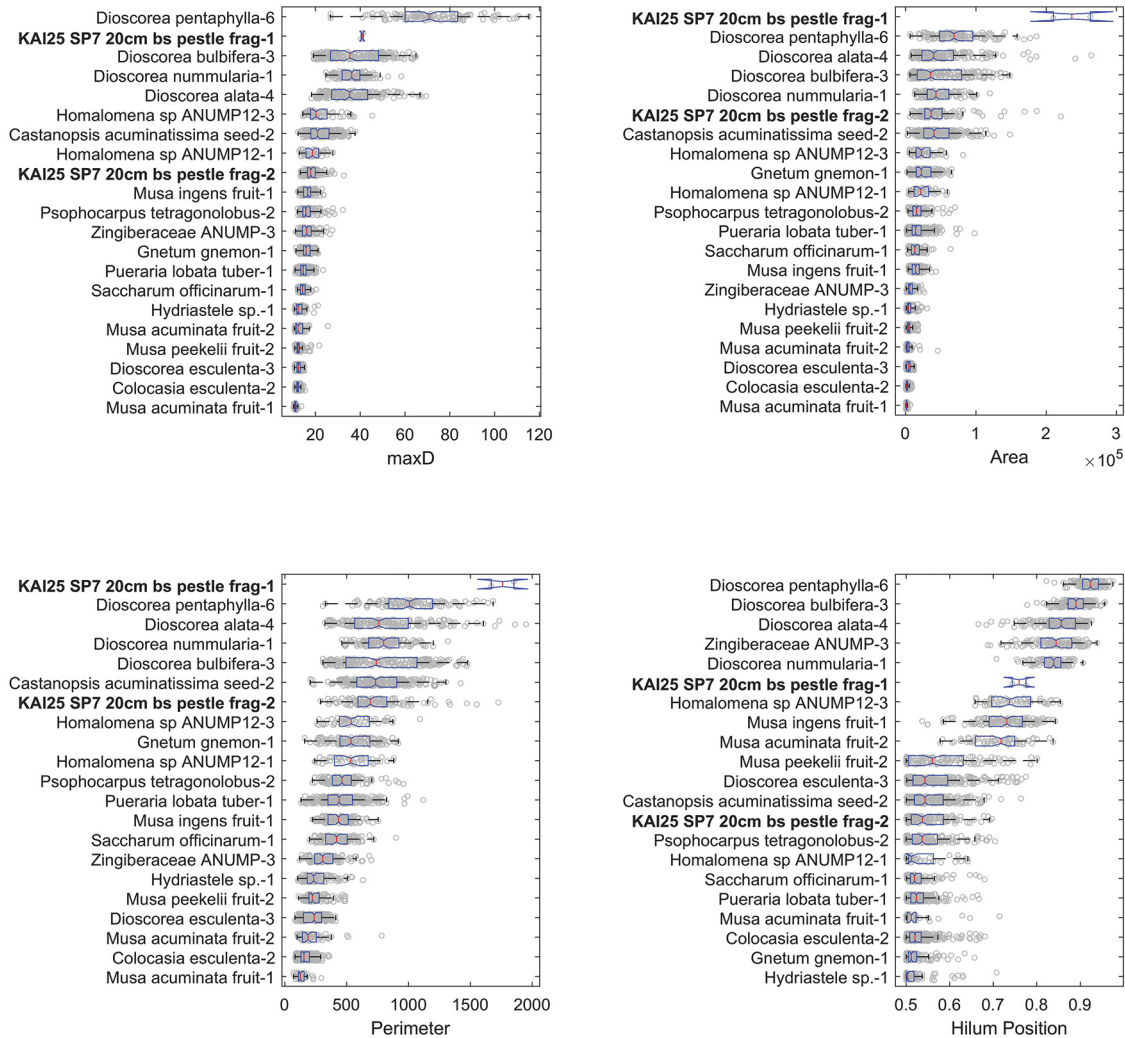 Dioscorea pentaphylla-6
KAI25 SP7 20cm bs pestle frag-1
Dioscorea bulbifera-3
Dioscorea nummularia-1
Dioscorea alata-4
Homalomena sp ANUMP12-3
Castanopsis acuminatissima seed-2
Homalomena sp ANUMP12-1
KAI25 SP7 20cm bs pestle frag-2
Musa ingens fruit-1
Psophocarpus tetragonolobus-2
Zingiberaceae ANUMP-3
Gnetum gnemon-1
Pueraria lobata tuber-1
Saccharum officinarum-1
Hydriastele sp.-1
Musa acuminata fruit-2
Musa peekelii fruit-2
Dioscorea esculenta-3
Colocasia esculenta-2
Musa acuminata fruit-1
20 40 60 80 100 120
maxD
KAI25 SP7 20cm bs pestle frag-1
Dioscorea pentaphylla-6
Dioscorea alata-4
Dioscorea bulbifera-3
Dioscorea nummularia-1
KAI25 SP7 20cm bs pestle frag-2
Castanopsis acuminatissima seed-2
Homalomena sp ANUMP12-3
Gnetum gnemon-1
Homalomena sp ANUMP12-1
Psophocarpus tetragonolobus-2
Pueraria lobata tuber-1
Saccharum officinarum-1
Musa ingens fruit-1
Zingiberaceae ANUMP-3
Hydriastele sp.-1
Musa peekelii fruit-2
Musa acuminata fruit-2
Dioscorea esculenta-3
Colocasia esculenta-2
Musa acuminata fruit-1
0 1 2 3
Area ×10⁵
KAI25 SP7 20cm bs pestle frag-1
Dioscorea pentaphylla-6
Dioscorea alata-4
Dioscorea nummularia-1
Dioscorea bulbifera-3
Castanopsis acuminatissima seed-2
KAI25 SP7 20cm bs pestle frag-2
Homalomena sp ANUMP12-3
Gnetum gnemon-1
Homalomena sp ANUMP12-1
Psophocarpus tetragonolobus-2
Pueraria lobata tuber-1
Musa ingens fruit-1
Saccharum officinarum-1
Zingiberaceae ANUMP-3
Hydriastele sp.-1
Musa peekelii fruit-2
Dioscorea esculenta-3
Musa acuminata fruit-2
Colocasia esculenta-2
Musa acuminata fruit-1
0 500 1000 1500 2000
Perimeter
Dioscorea pentaphylla-6
Dioscorea bulbifera-3
Dioscorea alata-4
Zingiberaceae ANUMP-3
Dioscorea nummularia-1
KAI25 SP7 20cm bs pestle frag-1
Homalomena sp ANUMP12-3
Musa ingens fruit-1
Musa acuminata fruit-2
Musa peekelii fruit-2
Dioscorea esculenta-3
Castanopsis acuminatissima seed-2
KAI25 SP7 20cm bs pestle frag-2
Psophocarpus tetragonolobus-2
Homalomena sp ANUMP12-1
Saccharum officinarum-1
Pueraria lobata tuber-1
Musa acuminata fruit-1
Colocasia esculenta-2
Gnetum gnemon-1
Hydriastele sp.-1
0.5 0.6 0.7 0.8 0.9
Hilum Position